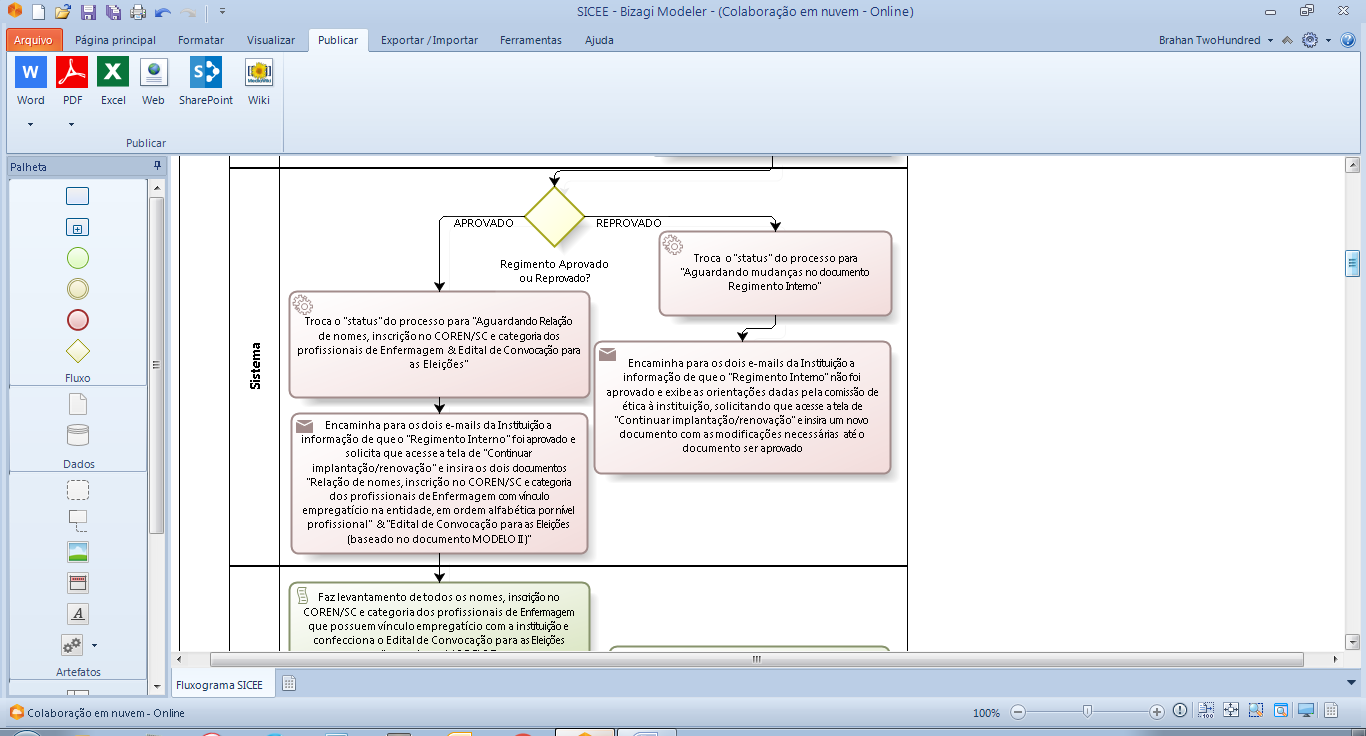 SICEE - Bizagi Modeler - (Colaboração em nuvem - Online)
Arquivo Página principal Formatar Visualizar Publicar Exportar / Importar Ferramentas Ajuda Brahan TwoHundred
Word PDF Excel Web SharePoint Wiki
Publicar
Palheta
Fluxo
Dados
Artefatos
Sistema
APROVADO
REPROVADO
Regimento Aprovado
ou Reprovado?
Troca o "status" do processo para
"Aguardando mudanças no documento
Regimento Interno"
Troca o "status" do processo para "Aguardando Relação
de nomes, inscrição no COREN/SC e categoria dos
profissionais de Enfermagem & Edital de Convocação para
as Eleições"
Encaminha para os dois e-mails da Instituição a
informação de que o "Regimento Interno" não foi
aprovado e exibe as orientações dadas pela comissão de
ética à instituição, solicitando que acesse a tela de
"Continuar implantação/renovação" e insira um novo
documento com as modificações necessárias até o
documento ser aprovado
Encaminha para os dois e-mails da Instituição a
informação de que o "Regimento Interno" foi aprovado e
solicita que acesse a tela de "Continuar
implantação/renovação" e insira os dois documentos
"Relação de nomes, inscrição no COREN/SC e categoria
dos profissionais de Enfermagem com vínculo
empregatício na entidade, em ordem alfabética por nível
profissional" & "Edital de Convocação para as Eleições
(baseado no documento MODELO II)"
Faz levantamento de todos os nomes, inscrição no
COREN/SC e categoria dos profissionais de Enfermagem
que possuem vínculo empregatício com a instituição e
confecciona o Edital de Convocação para as Eleições
Fluxograma SICEE
Colaboração em nuvem - Online
100%